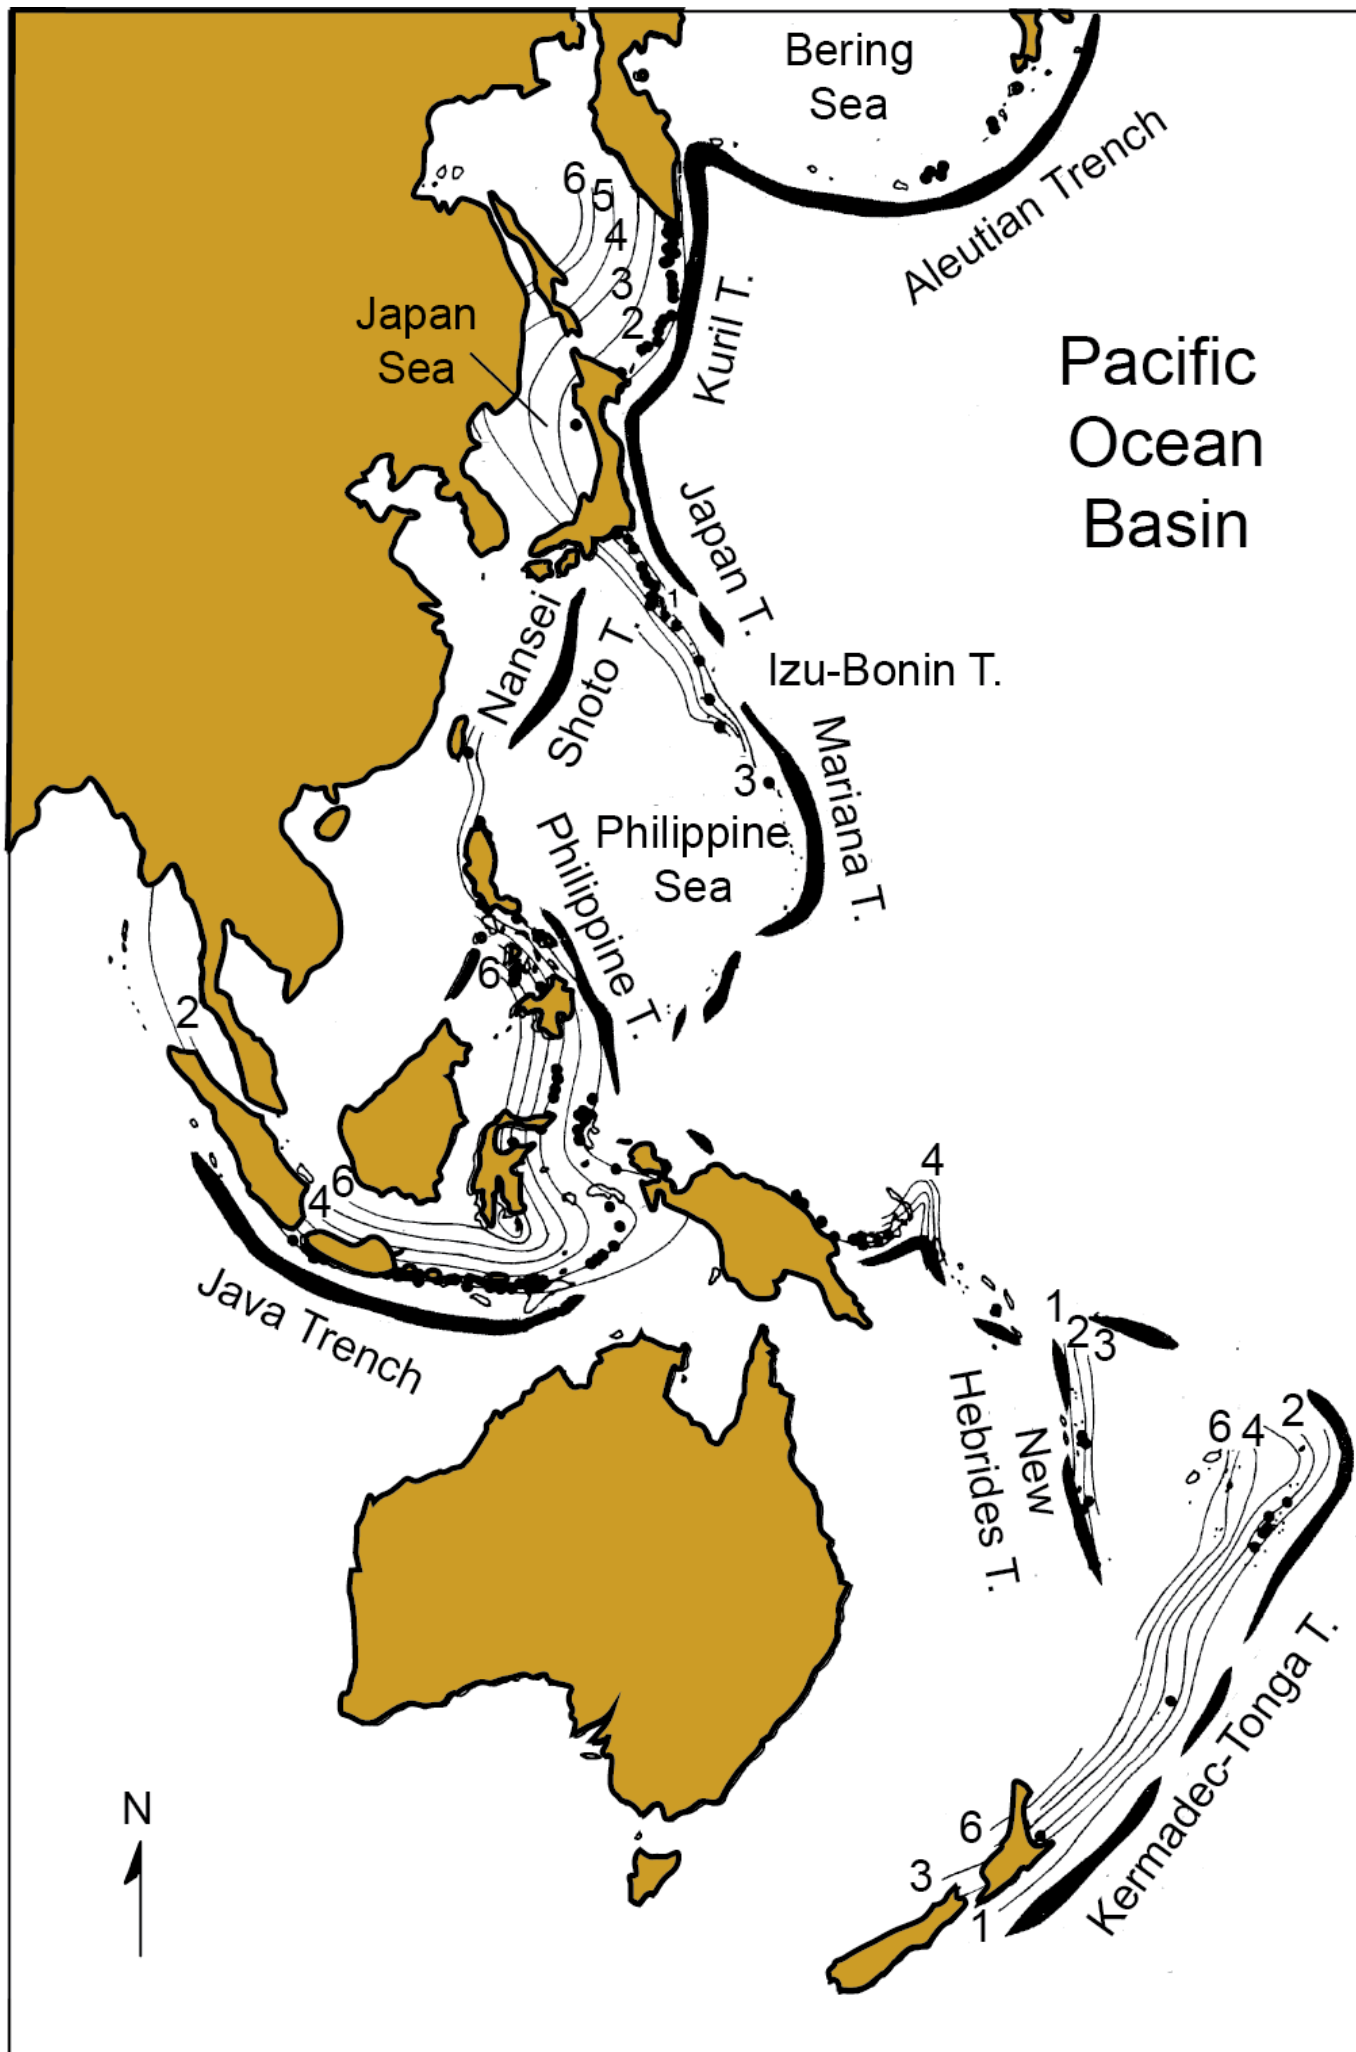 Bering
Sea
Aleutian Trench
6
5
4
3
2
Japan
Sea
Kuril T.
Pacific
Ocean
Basin
Japan T.
1
Nansei
Shoto T.
Izu-Bonin T.
Mariana T.
3
Philippine
Sea
Philippine T.
6
2
4
6
4
Java Trench
1
2
3
New
Hebrides T.
6
4
2
Kermadec-Tonga T.
N
6
3
1